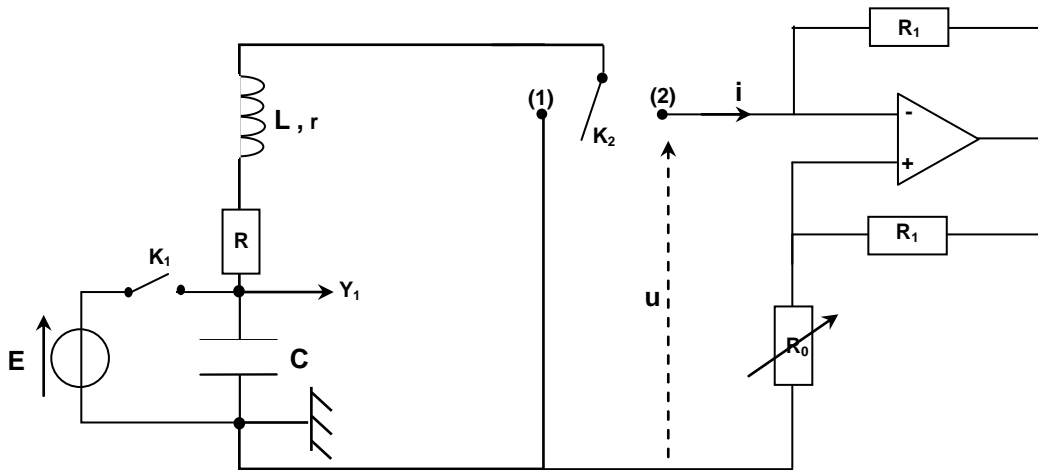 R₁
(1)
(2)
i
L , r
K₂
-
+
R
R₁
K₁
Y₁
u
E
C
R₀